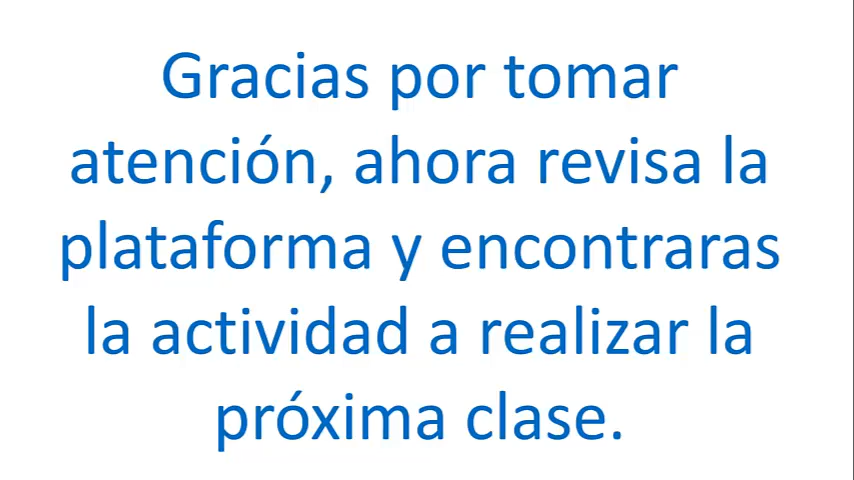 Gracias por tomar
atención, ahora revisa la
plataforma y encontraras
la actividad a realizar la
próxima clase.